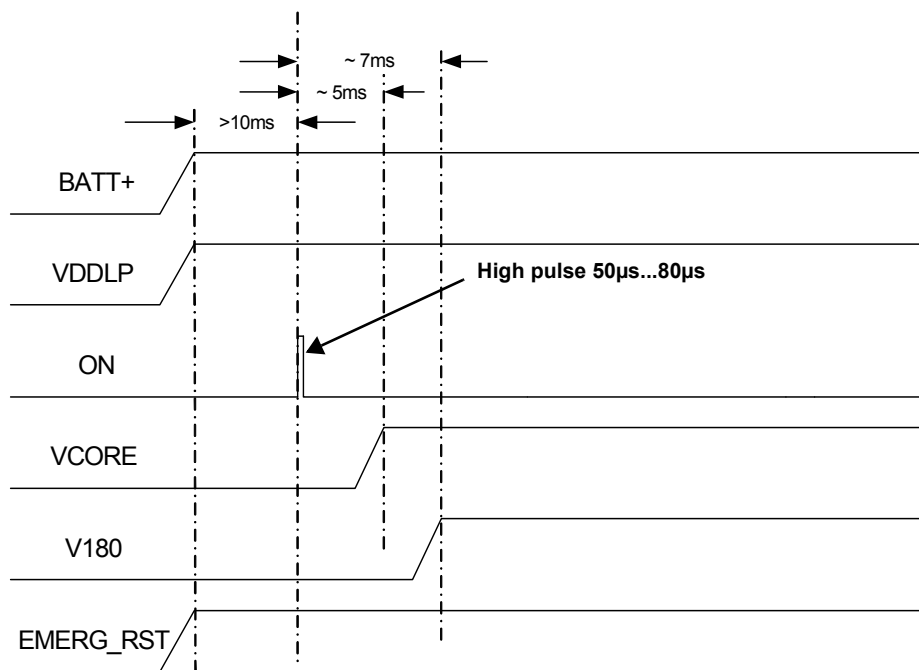 ~ 7ms
~ 5ms
>10ms
BATT+
VDDLP
High pulse 50µs...80µs
ON
VCORE
V180
EMERG_RST